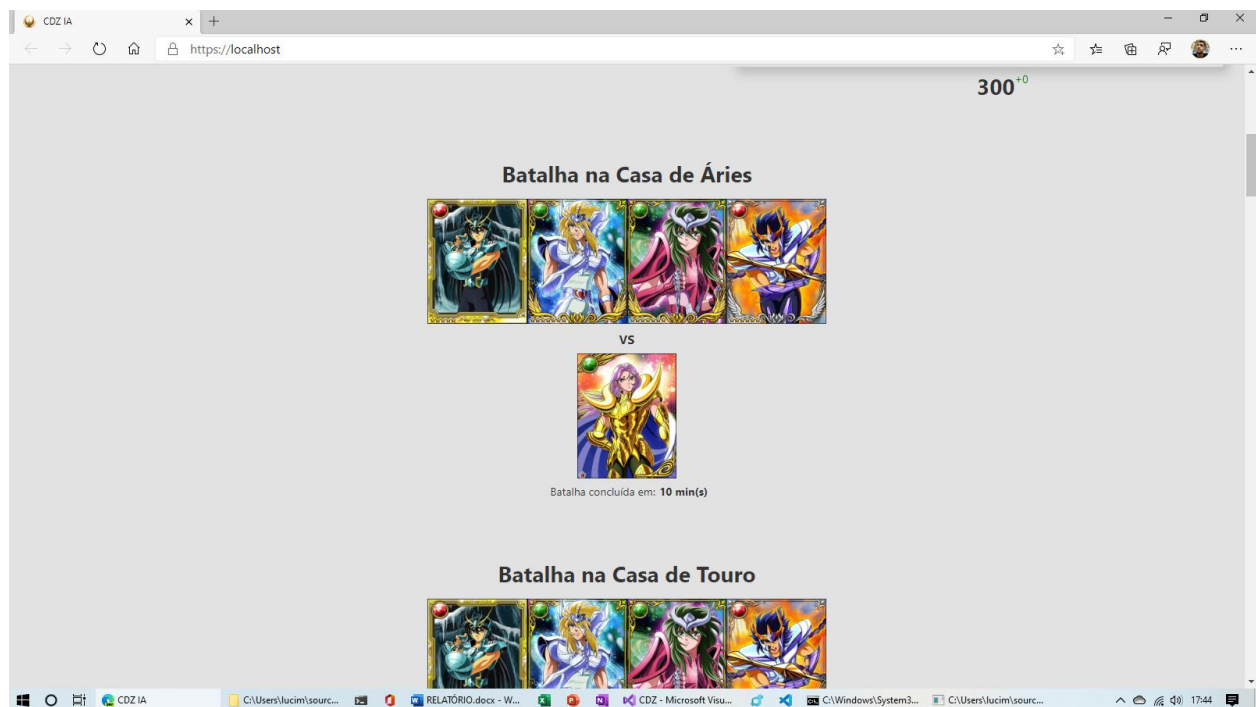 CDZ IA
https://localhost
300+0
Batalha na Casa de Áries
VS
Batalha concluída em: 10 min(s)
Batalha na Casa de Touro
CDZ IA
C:\Users\lucim\sourc...
RELATÓRIO.docx - W...
CDZ - Microsoft Visu...
C:\Windows\System3...
C:\Users\lucim\sourc...
17:44